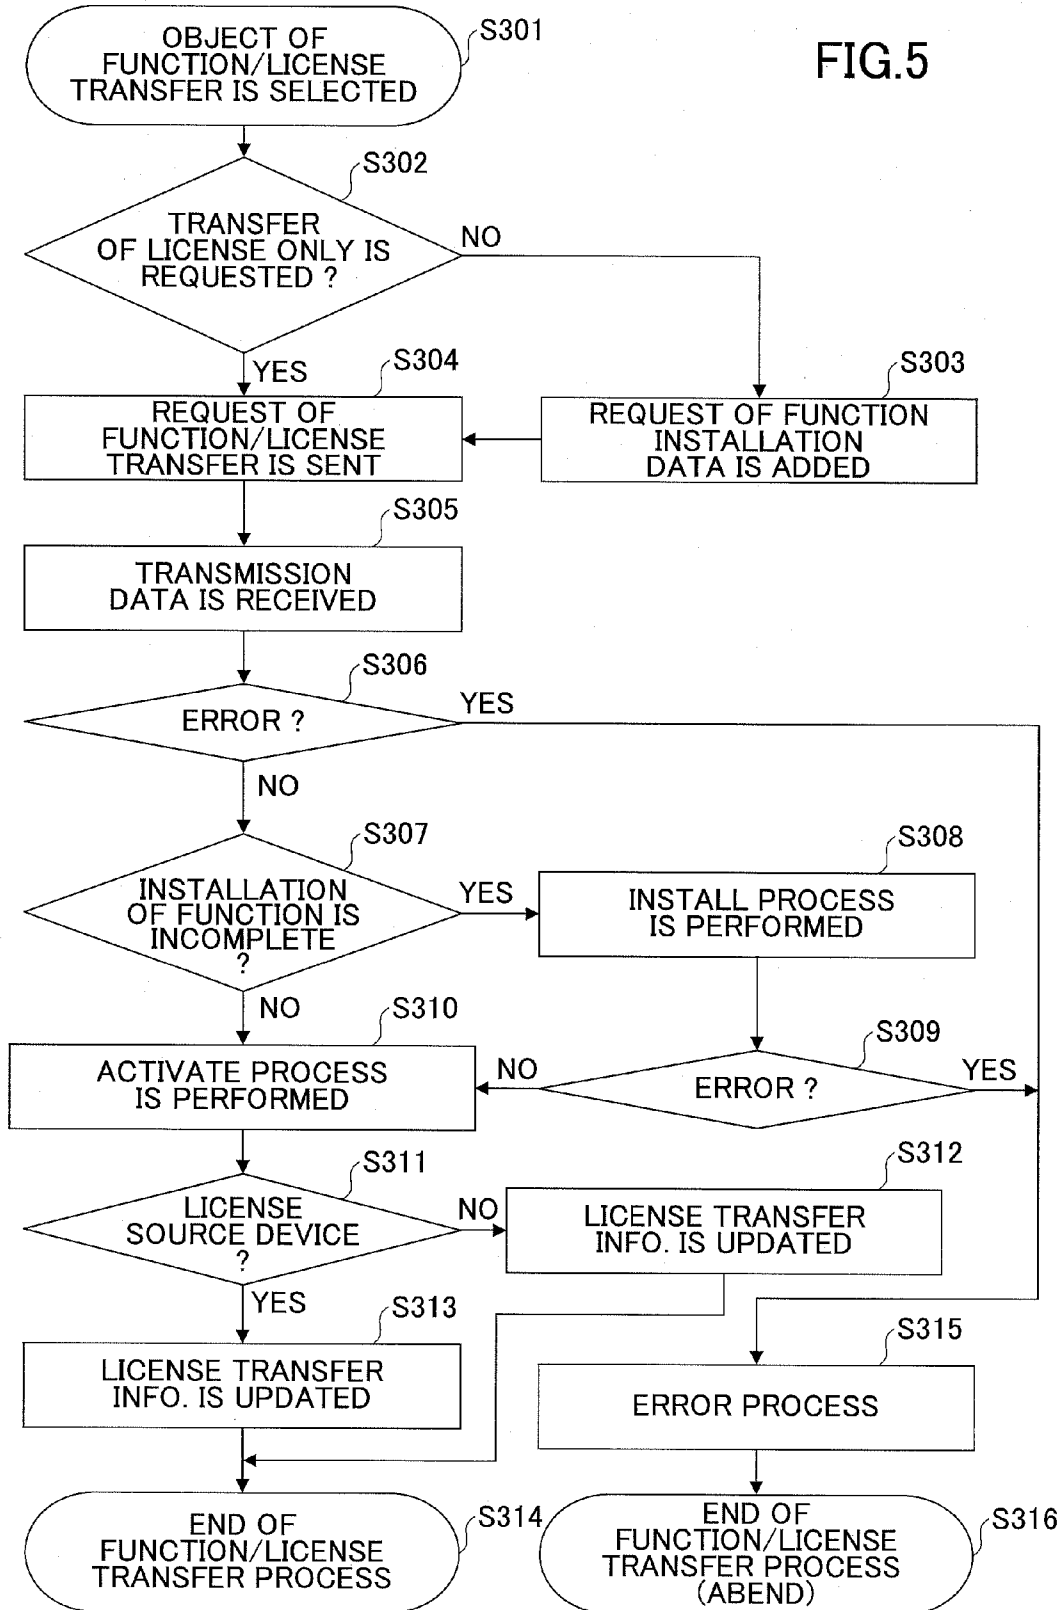 FIG.5
OBJECT OF
FUNCTION/LICENSE
TRANSFER IS SELECTED
S301
S302
TRANSFER
OF LICENSE ONLY IS
REQUESTED ?
NO
YES
S304
S303
REQUEST OF
FUNCTION/LICENSE
TRANSFER IS SENT
REQUEST OF FUNCTION
INSTALLATION
DATA IS ADDED
S305
TRANSMISSION
DATA IS RECEIVED
S306
ERROR ?
YES
NO
S307
INSTALLATION
OF FUNCTION IS
INCOMPLETE
?
YES
NO
S308
INSTALL PROCESS
IS PERFORMED
S310
ACTIVATE PROCESS
IS PERFORMED
S309
ERROR ?
NO
YES
S311
LICENSE
SOURCE DEVICE
?
NO
YES
S312
LICENSE TRANSFER
INFO. IS UPDATED
S313
LICENSE TRANSFER
INFO. IS UPDATED
S315
ERROR PROCESS
END OF
FUNCTION/LICENSE
TRANSFER PROCESS
S314
END OF
FUNCTION/LICENSE
TRANSFER PROCESS
(ABEND)
S316